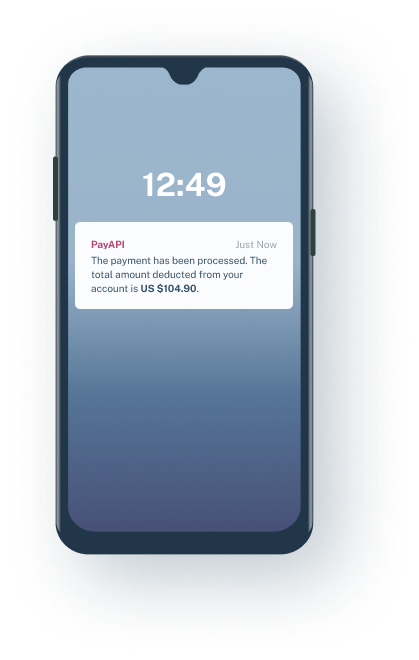 12:49
PayAPI Just Now
The payment has been processed. The
total amount deducted from your
account is US $104.90.